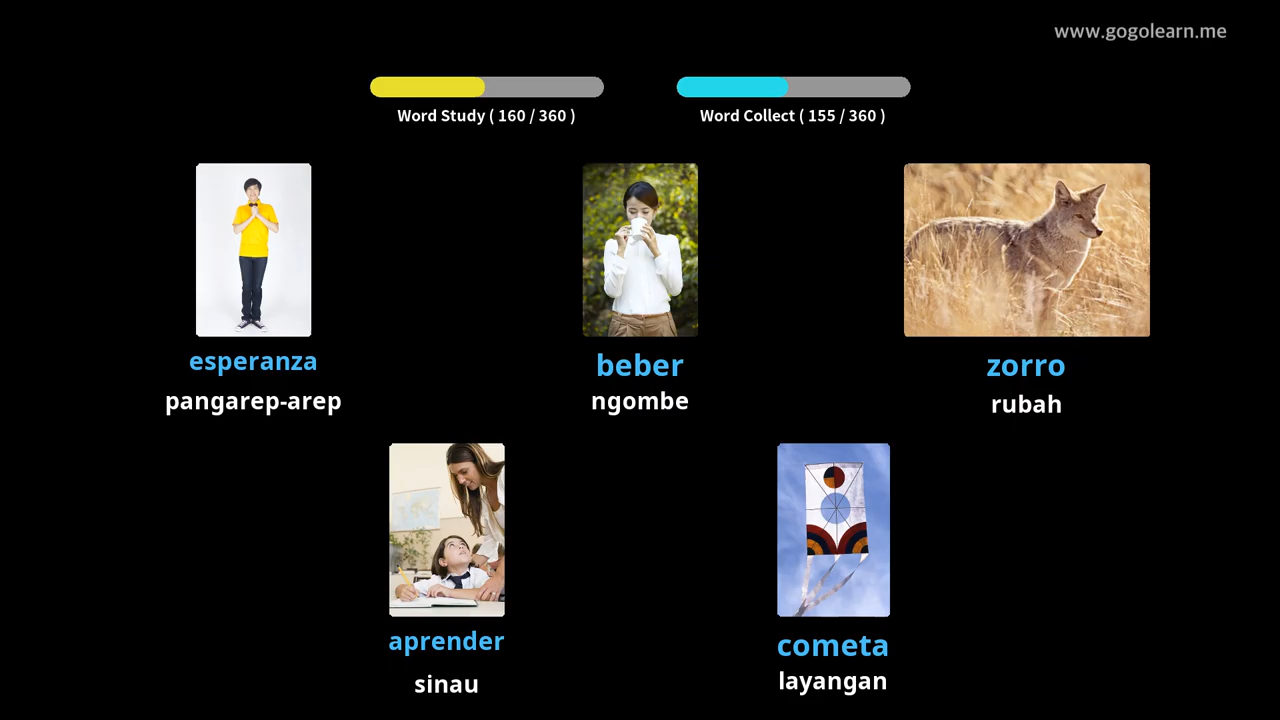 www.gogolearn.me
Word Study ( 160 / 360 )
Word Collect ( 155 / 360 )
esperanza
pangarep-arep
beber
ngombe
zorro
rubah
aprender
sinau
cometa
layangan